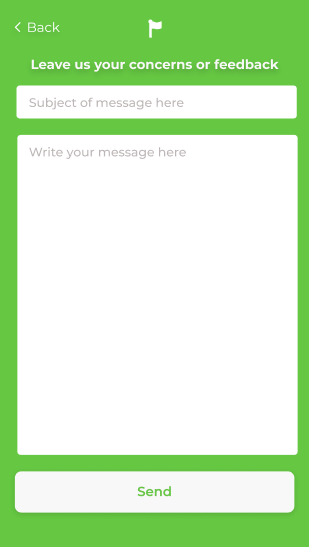 Back
Leave us your concerns or feedback
Subject of message here
Write your message here
Send